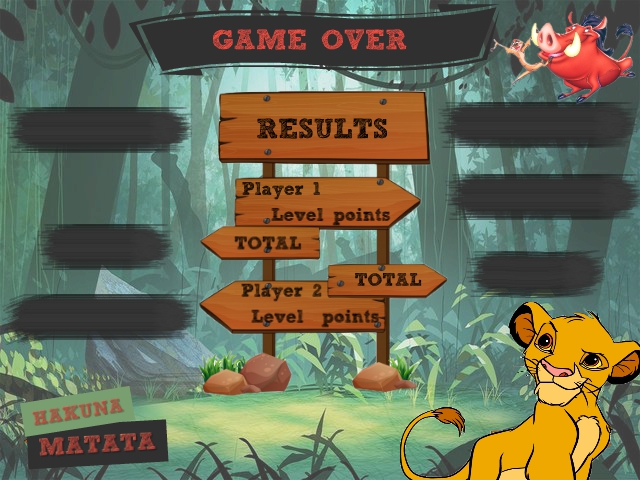 GAME OVER
RESULTS
Player 1
Level points
TOTAL
TOTAL
Player 2
Level points
HAKUNA
MATATA